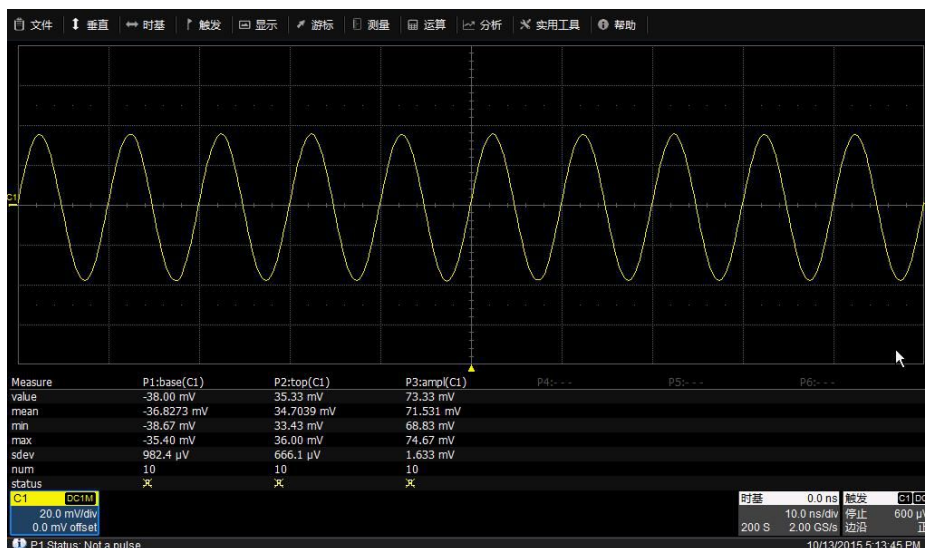 文件 垂直 时基 触发 显示 游标 测量 运算 分析 实用工具 帮助
C1
Measure P1:base(C1) P2:top(C1) P3:ampl(C1) P4:- - - P5:- - - P6:- - -
value -38.00 mV 35.33 mV 73.33 mV
mean -36.8273 mV 34.7039 mV 71.531 mV
min -38.67 mV 33.43 mV 68.83 mV
max -35.40 mV 36.00 mV 74.67 mV
sdev 982.4 µV 666.1 µV 1.633 mV
num 10 10 10
status
C1 DC1M 时基 0.0 ns 触发 C1 DC
20.0 mV/div 10.0 ns/div 停止 600 µV
0.0 mV offset 200 S 2.00 GS/s 边沿 正
P1 Status: Not a pulse 10/13/2015 5:13:45 PM